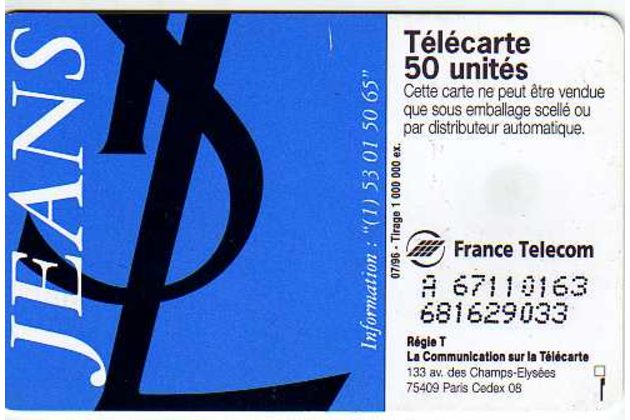 JEANS
Information : "(1) 53 01 50 65"
Télécarte
50 unités
Cette carte ne peut être vendue
que sous emballage scellé ou
par distributeur automatique.
07/96 - Tirage 1 000 000 ex.
France Telecom
A 67110163
681629033
Régie T
La Communication sur la Télécarte
133 av. des Champs-Elysées
75409 Paris Cedex 08